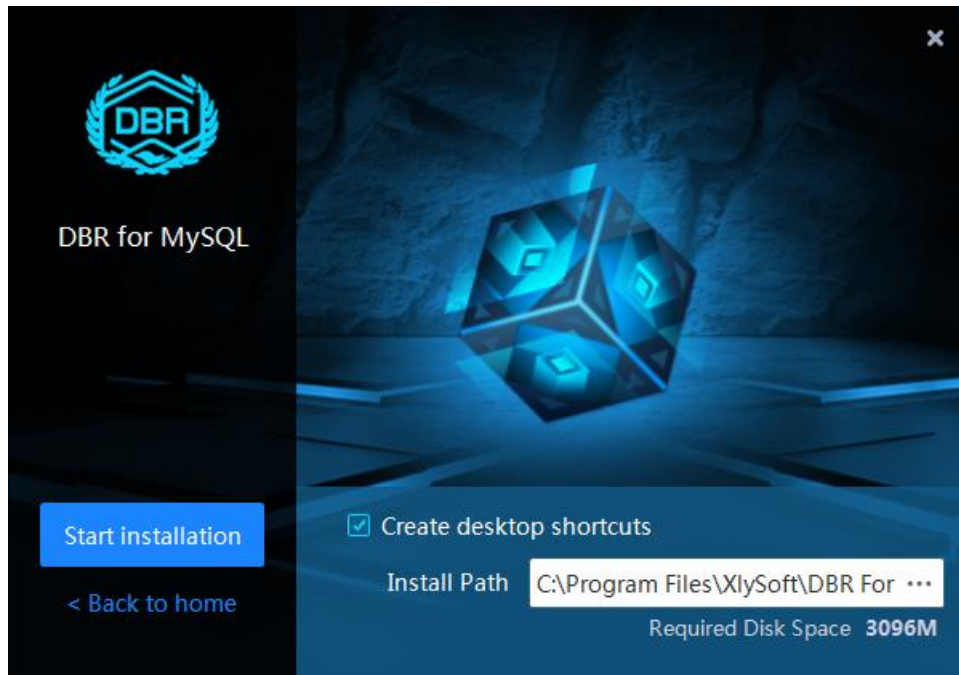 DBR
DBR for MySQL
Start installation
< Back to home
Create desktop shortcuts
Install Path
C:\Program Files\XlySoft\DBR For ···
Required Disk Space 3096M